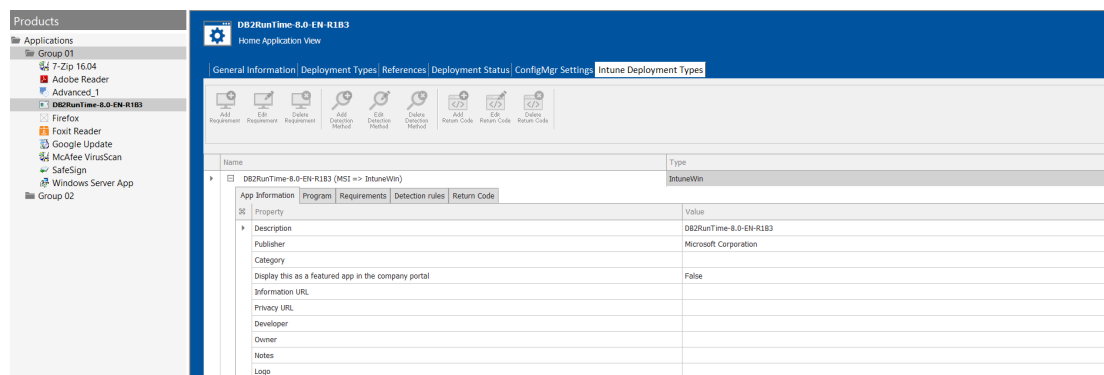 Products
Applications
Group 01
7-Zip 16.04
Adobe Reader
Advanced_1
DB2RunTime-8.0-EN-R1B3
Firefox
Foxit Reader
Google Update
McAfee VirusScan
SafeSign
Windows Server App
Group 02
DB2RunTime-8.0-EN-R1B3
Home Application View
General Information Deployment Types References Deployment Status ConfigMgr Settings Intune Deployment Types
Add Requirement
Edit Requirement
Delete Requirement
Add Detection Method
Edit Detection Method
Delete Detection Method
Add Return Code
Edit Return Code
Delete Return Code
Name Type
DB2RunTime-8.0-EN-R1B3 (MSI => IntuneWin) IntuneWin
App Information Program Requirements Detection rules Return Code
Property Value
Description DB2RunTime-8.0-EN-R1B3
Publisher Microsoft Corporation
Category
Display this as a featured app in the company portal False
Information URL
Privacy URL
Developer
Owner
Notes
Logo